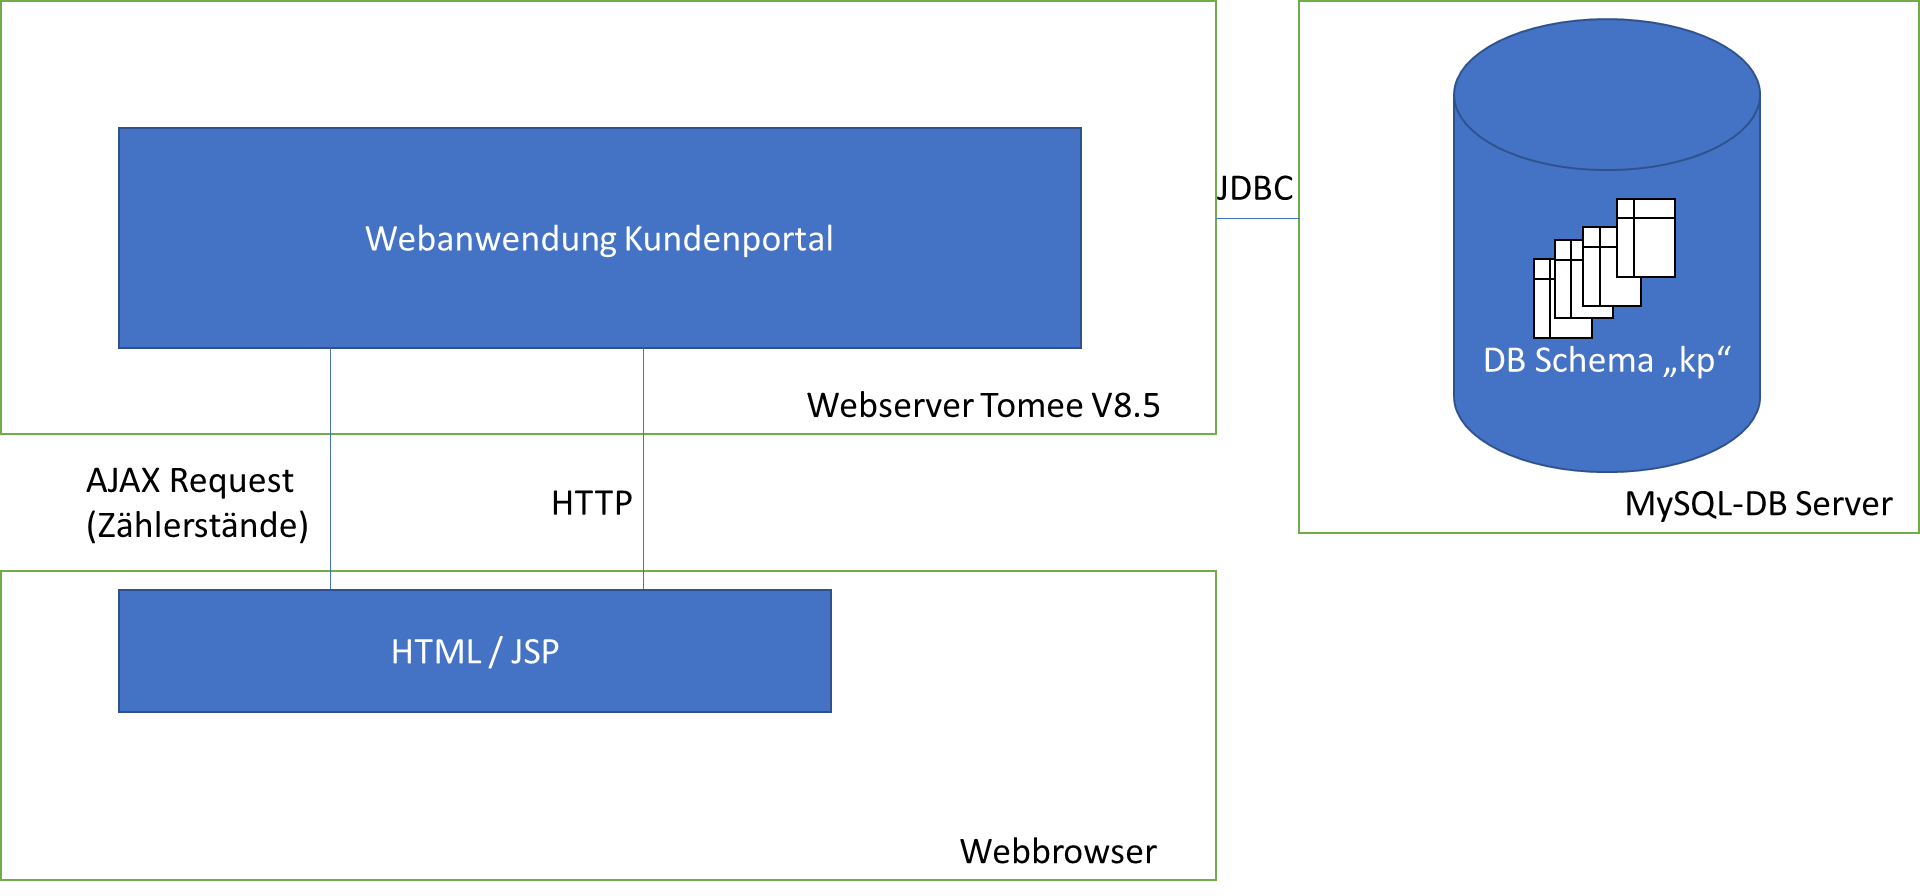 Webanwendung Kundenportal
Webserver Tomee V8.5
JDBC
DB Schema „kp“
MySQL-DB Server
AJAX Request
(Zählerstände)
HTTP
HTML / JSP
Webbrowser